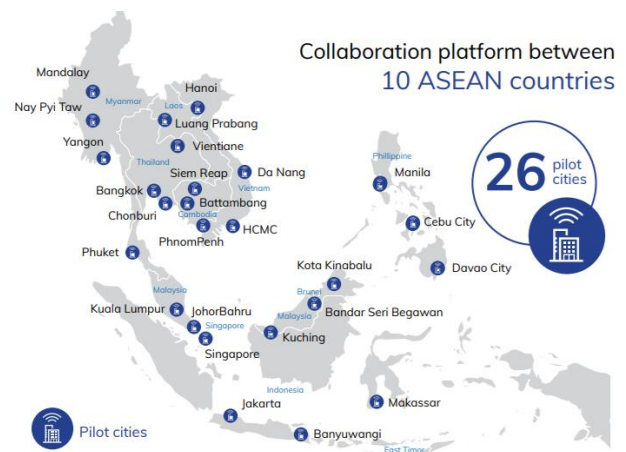 Collaboration platform between
10 ASEAN countries
26 pilot
cities
Mandalay
Hanoi
Myanmar
Laos
Nay Pyi Taw
Luang Prabang
Yangon
Vientiane
Thailand
Siem Reap
Da Nang
Vietnam
Bangkok
Battambang
Chonburi
Cambodia
HCMC
PhnomPenh
Phuket
Phillippine
Manila
Cebu City
Davao City
Kota Kinabalu
Malaysia
Brunei
Kuala Lumpur
JohorBahru
Malaysia
Bandar Seri Begawan
Singapore
Kuching
Singapore
Indonesia
Jakarta
Makassar
Pilot cities
Banyuwangi
East Timor